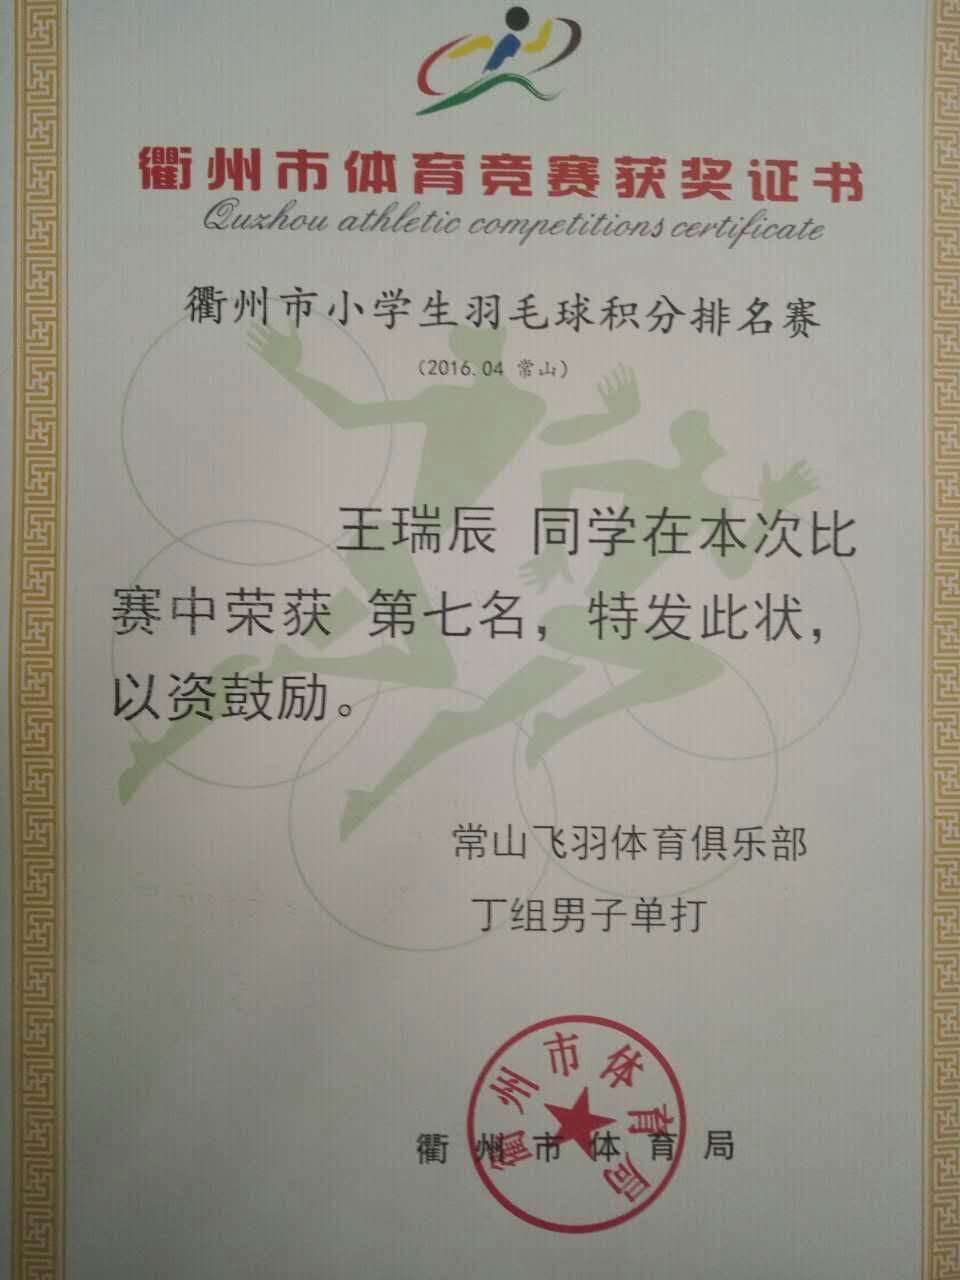 衢州市体育竞赛获奖证书
Quzhou athletic competitions certificate
衢州市小学生羽毛球积分排名赛
（2016.04 常山）
王瑞辰 同学在本次比
赛中荣获 第七名，特发此状，
以资鼓励。
常山飞羽体育俱乐部
丁组男子单打
衢州市体育局
衢州市体育局